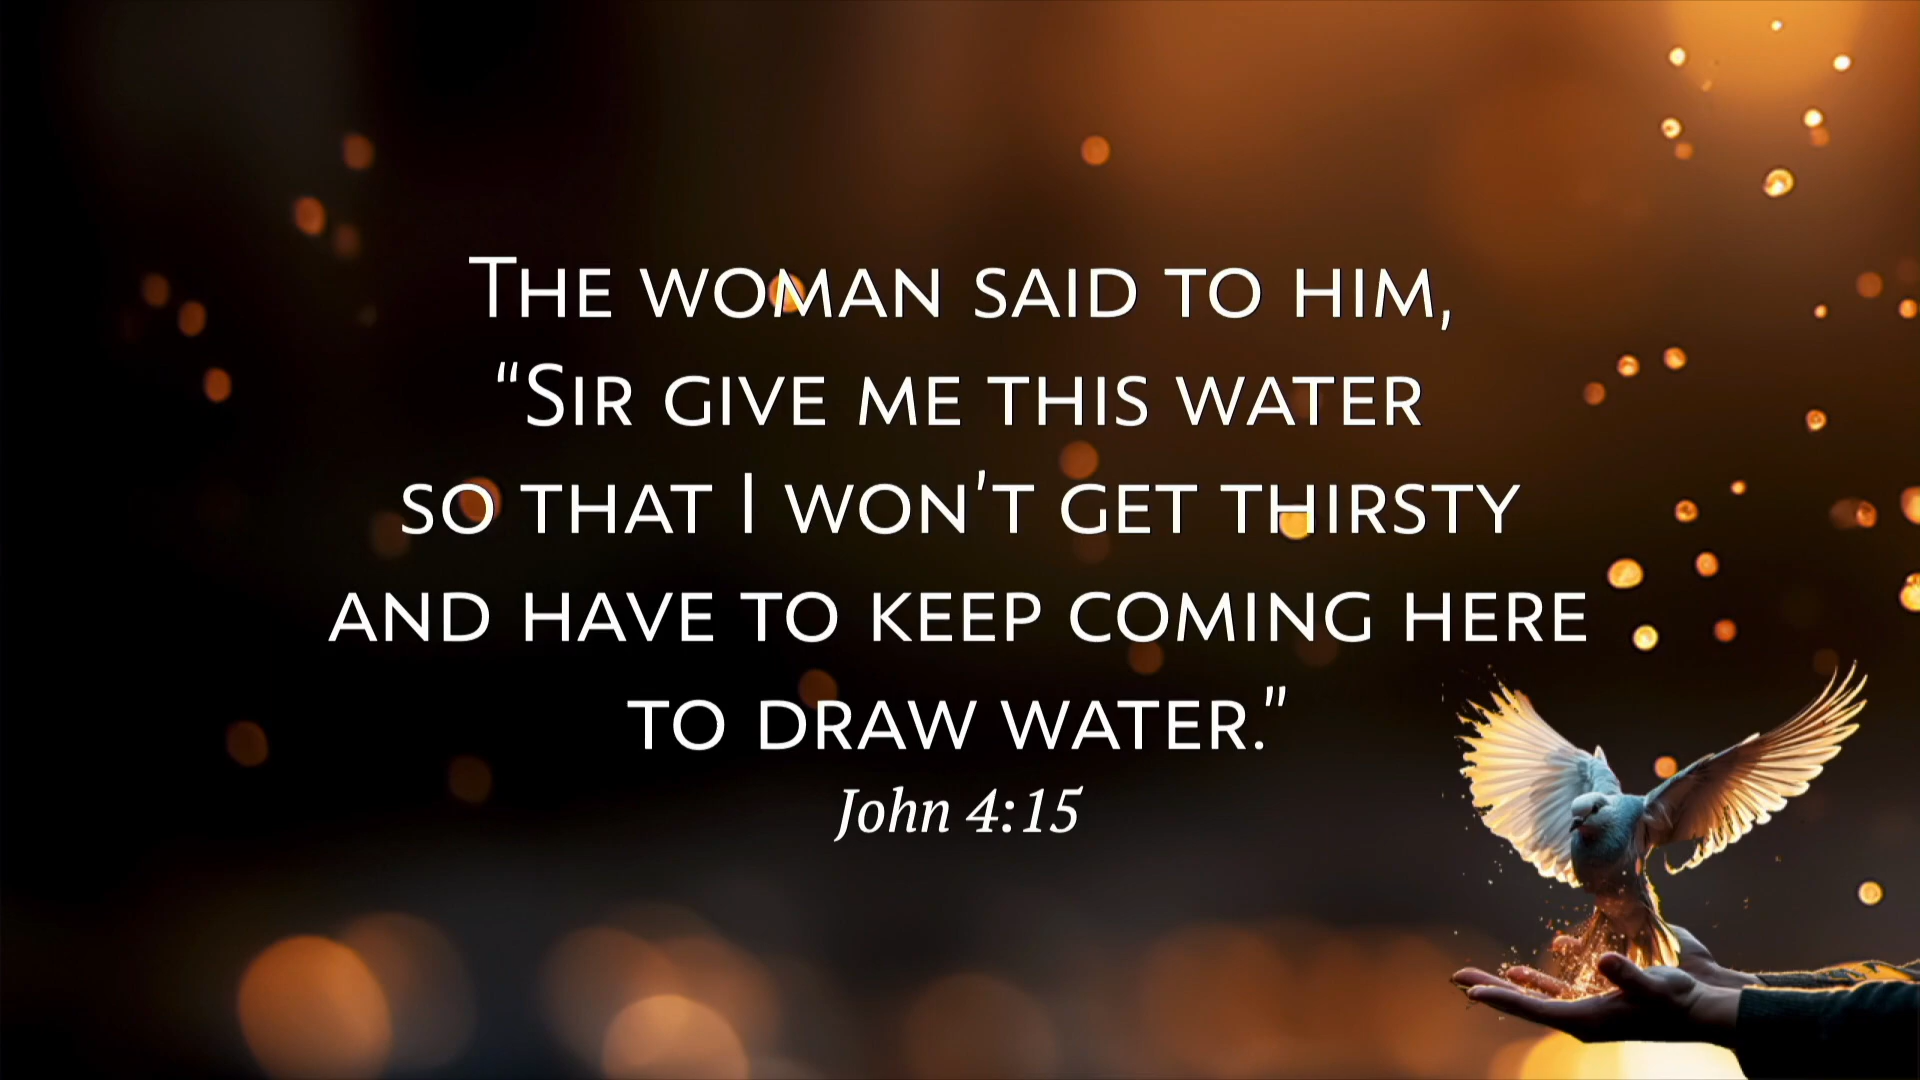 The woman said to him,
“Sir give me this water
so that I won’t get thirsty
and have to keep coming here
to draw water.”
John 4:15